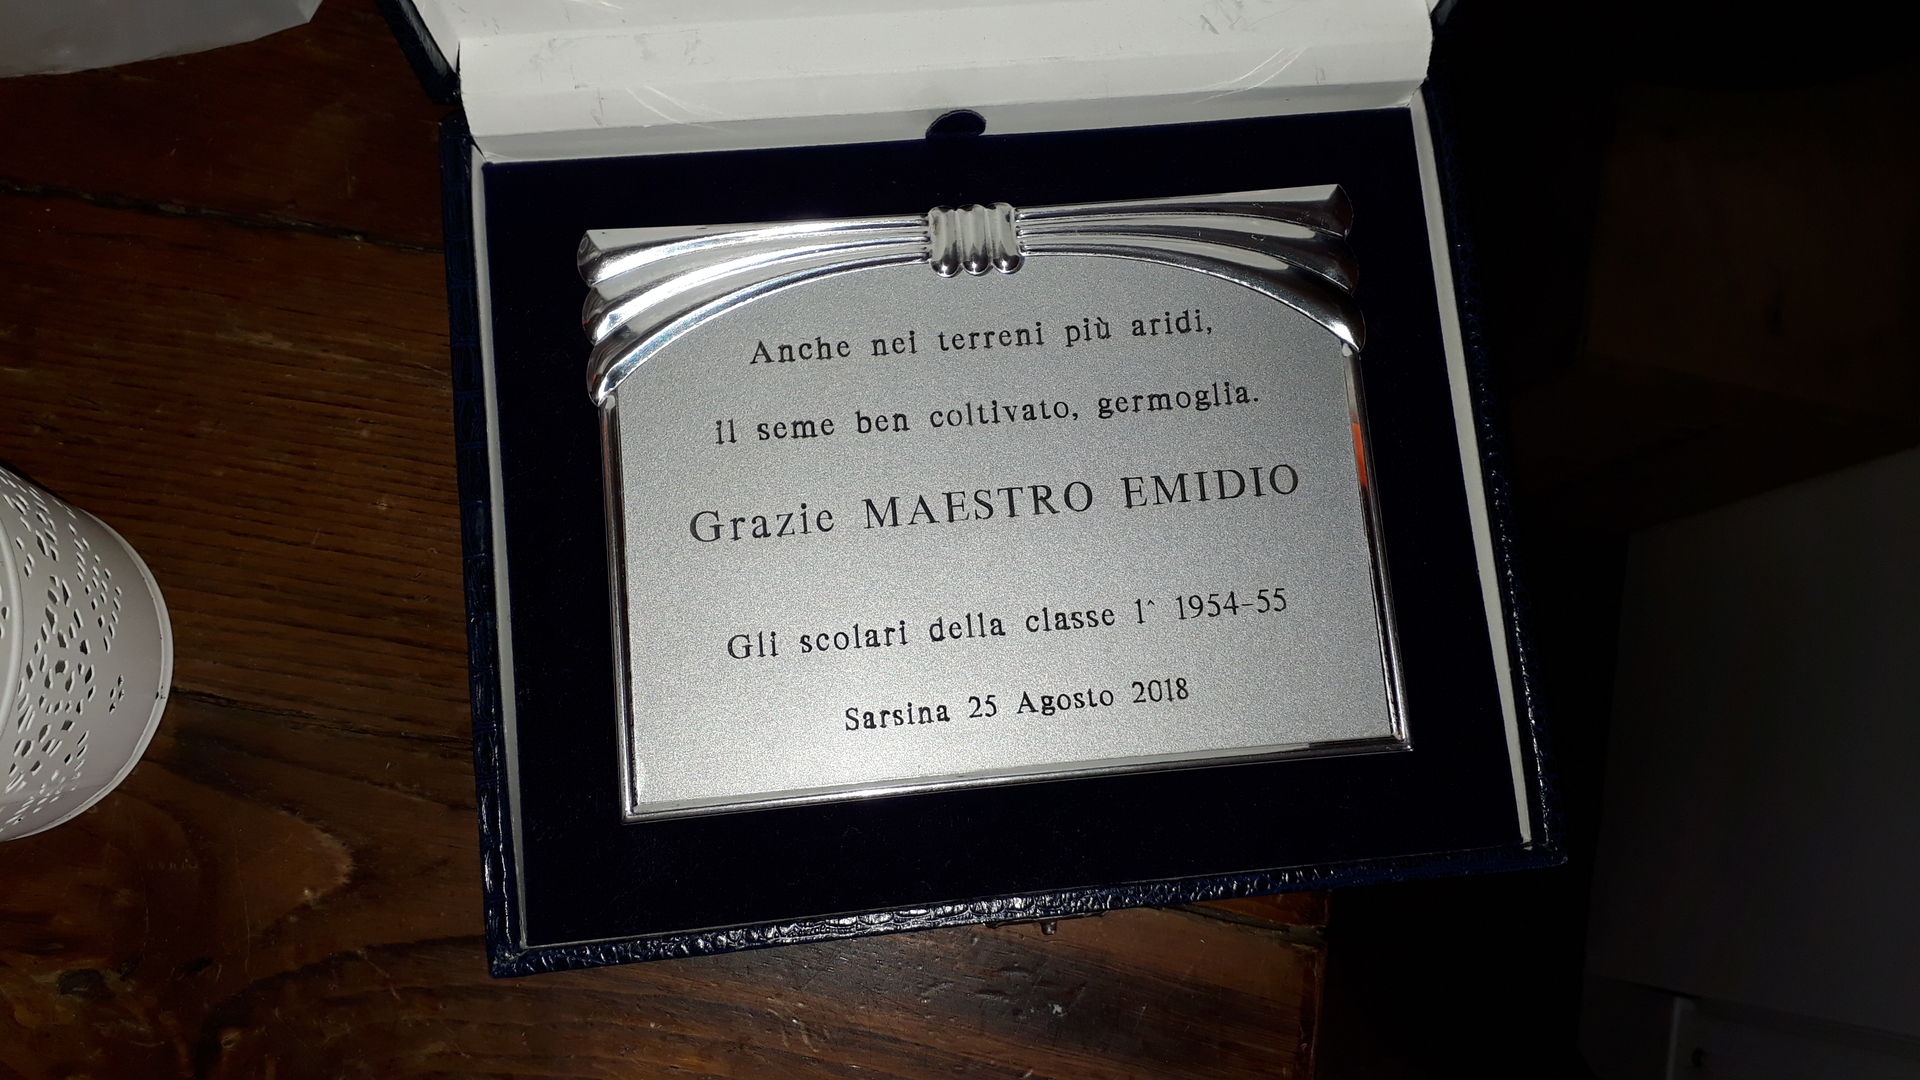 Anche nei terreni più aridi,
il seme ben coltivato, germoglia.
Grazie MAESTRO EMIDIO
Gli scolari della classe 1^ 1954-55
Sarsina 25 Agosto 2018